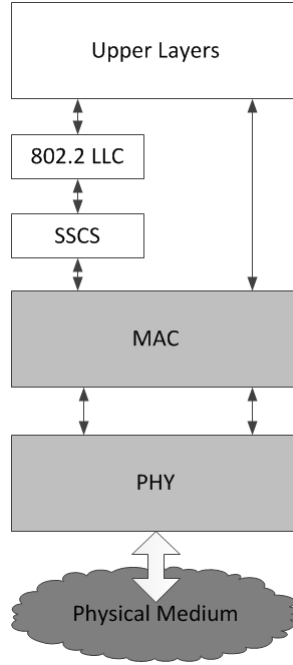 Upper Layers
802.2 LLC
SSCS
MAC
PHY
Physical Medium